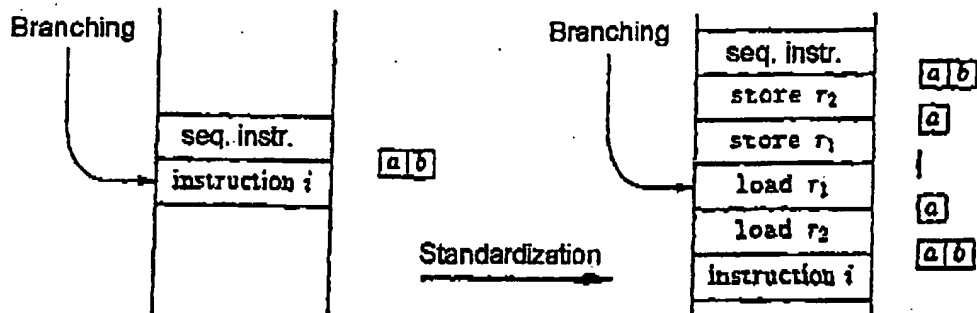 Branching
seq. instr.
instruction i
a b
Standardization
Branching
seq. instr.
store r2
store r1
load r1
load r2
instruction i
a b
a
a
a b